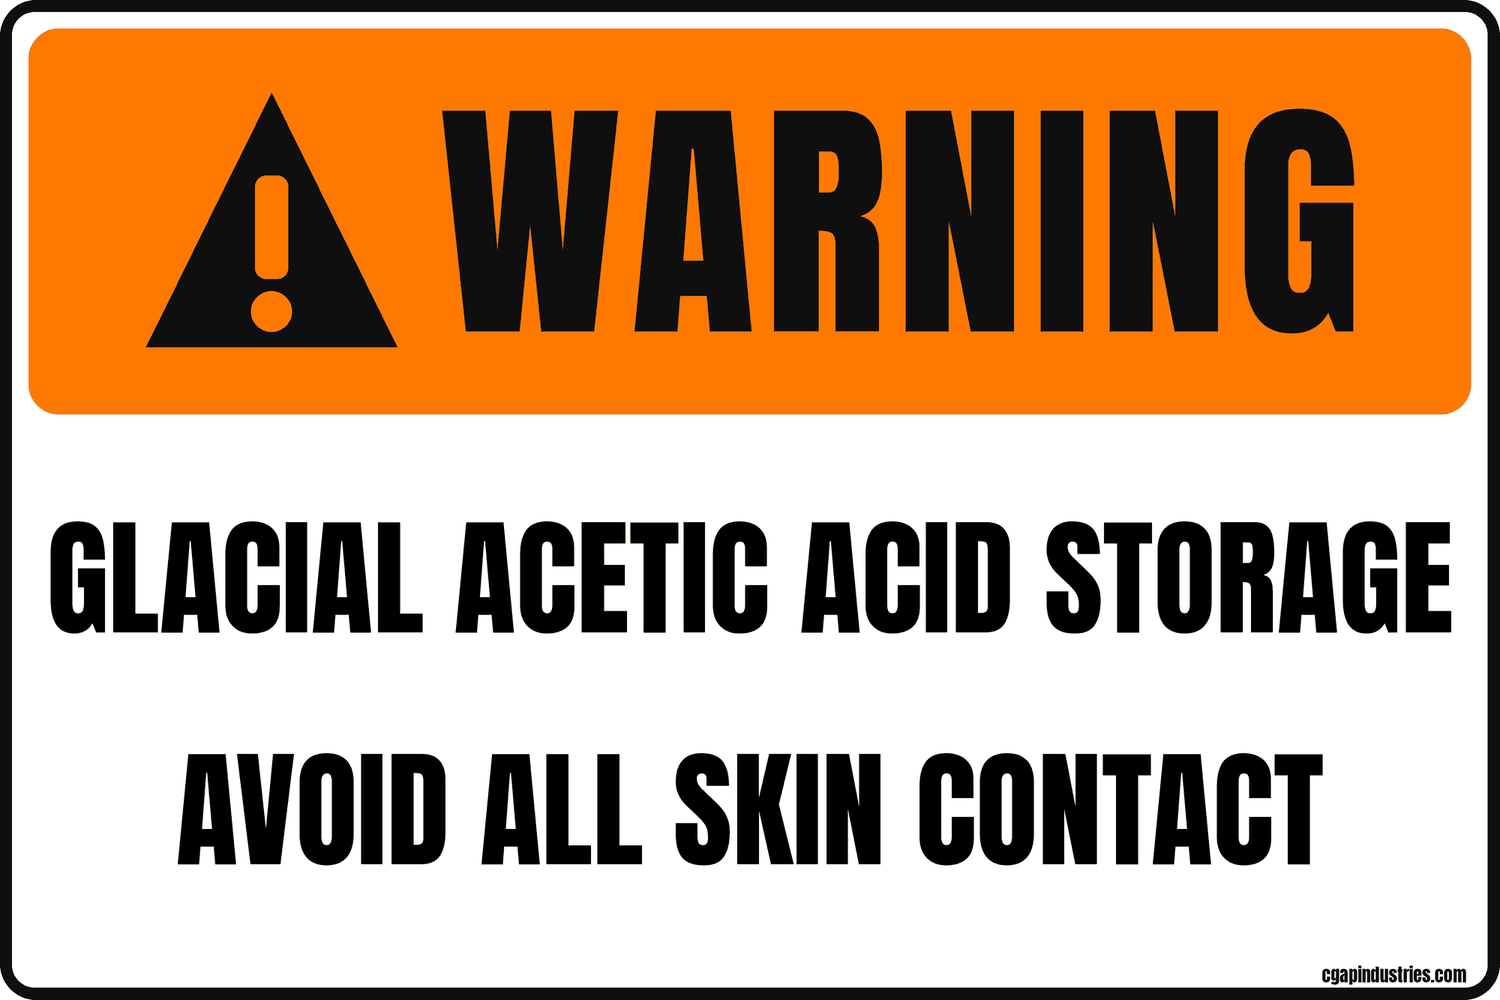 WARNING
GLACIAL ACETIC ACID STORAGE
AVOID ALL SKIN CONTACT
cgapindustries.com